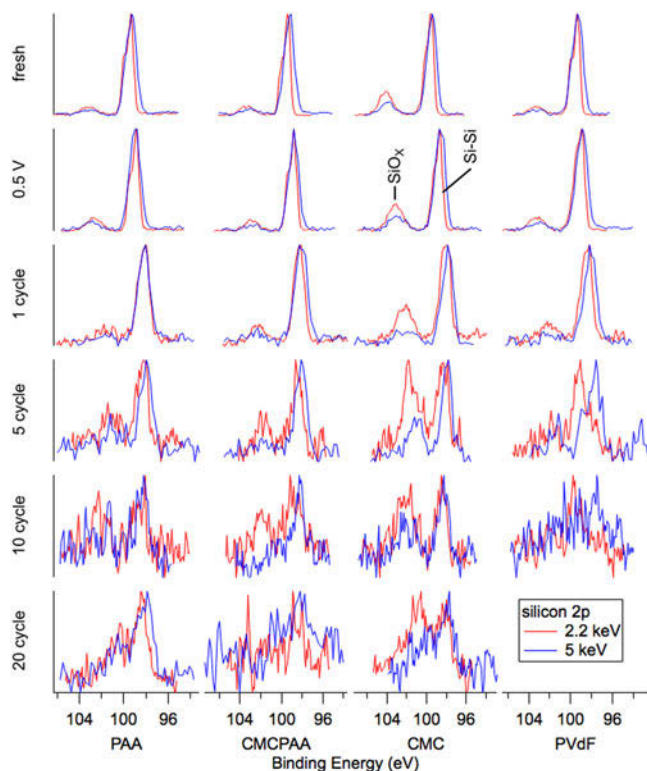 fresh
0.5 V
SiOX
Si-Si
1 cycle
5 cycle
10 cycle
20 cycle
silicon 2p
2.2 keV
5 keV
104 100 96 104 100 96 104 100 96 104 100 96
PAA CMCPAA CMC PVdF
Binding Energy (eV)